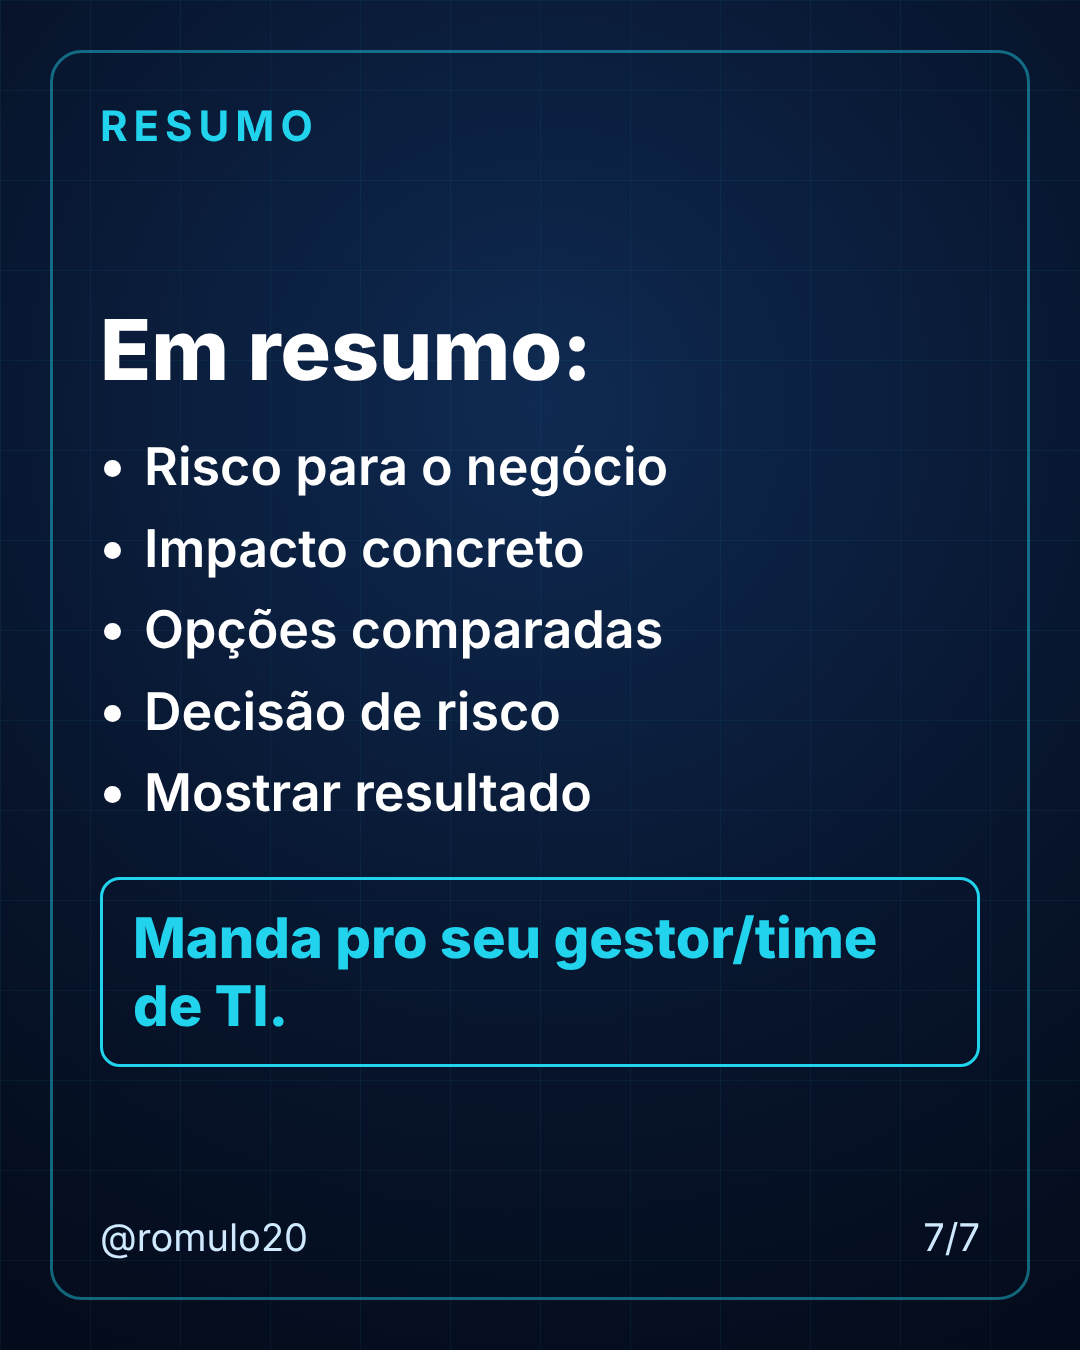 RESUMO
Em resumo:
• Risco para o negócio
• Impacto concreto
• Opções comparadas
• Decisão de risco
• Mostrar resultado
Manda pro seu gestor/time
de TI.
@romulo20
7/7